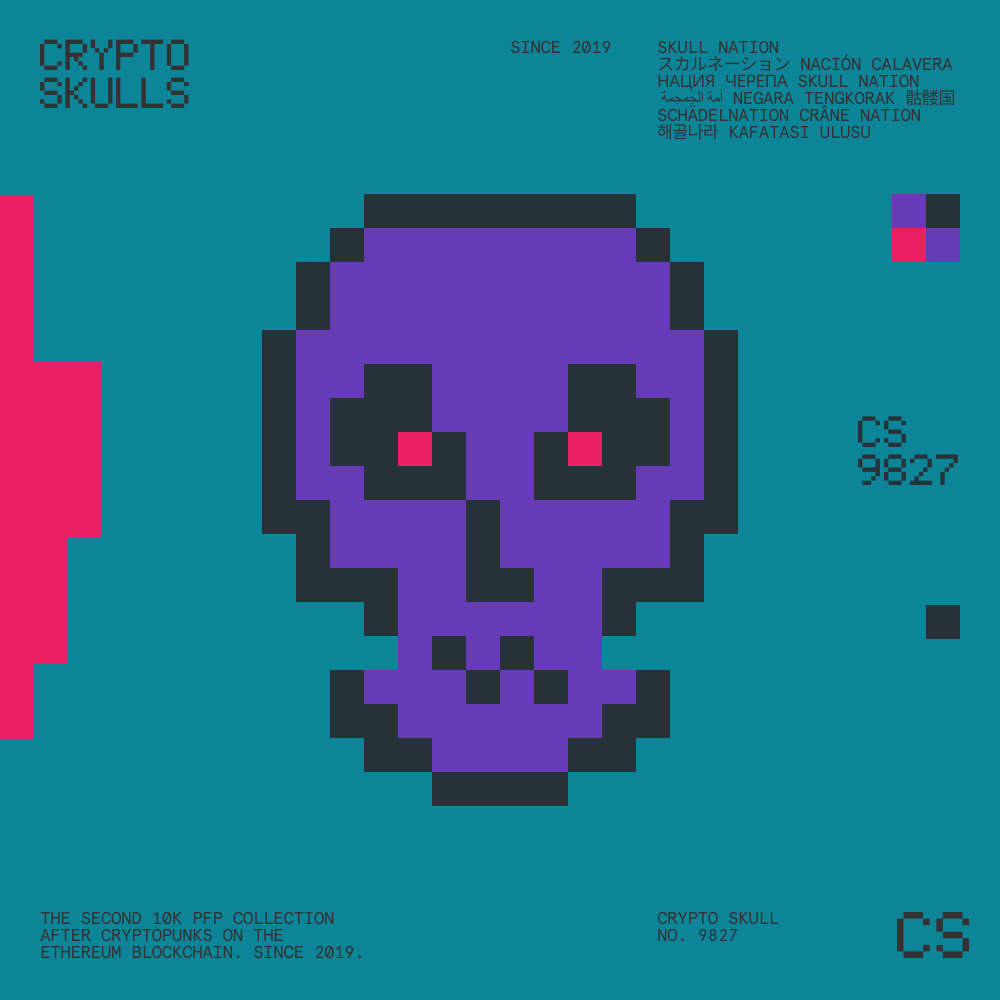 CRYPTO
SKULLS
SINCE 2019
SKULL NATION
スカルネーション NACIÓN CALAVERA
НАЦИЯ ЧЕРЕПА SKULL NATION
أمة الجمجمة NEGARA TENGKORAK 骷髅国
SCHÄDELNATION CRÂNE NATION
해골나라 KAFATASI ULUSU
CS
9827
THE SECOND 10K PFP COLLECTION
AFTER CRYPTOPUNKS ON THE
ETHEREUM BLOCKCHAIN. SINCE 2019.
CRYPTO SKULL
NO. 9827
CS